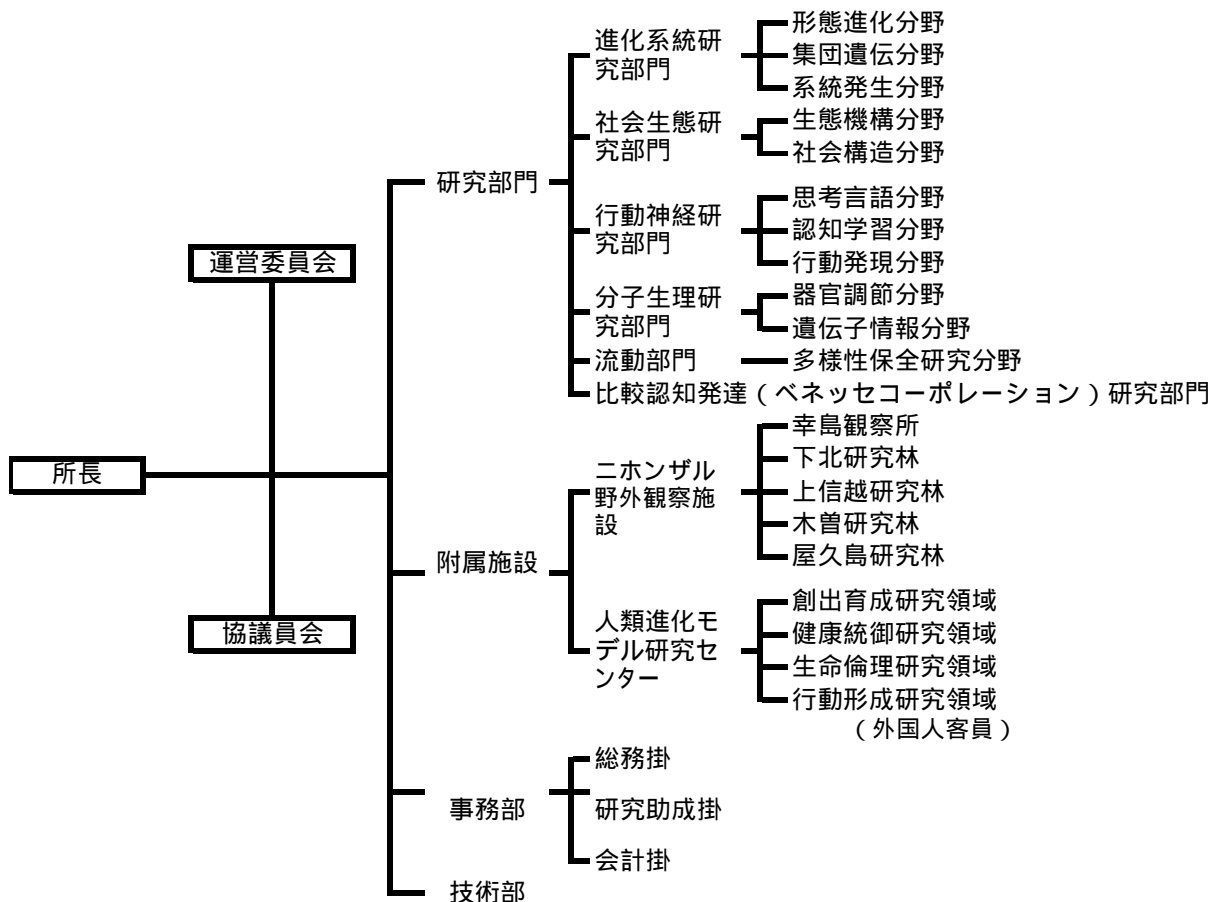 所長
運営委員会
協議員会
研究部門
進化系統研
究部門
形態進化分野
集団遺伝分野
系統発生分野
社会生態研
究部門
生態機構分野
社会構造分野
行動神経研
究部門
思考言語分野
認知学習分野
行動発現分野
分子生理研
究部門
器官調節分野
遺伝子情報分野
流動部門
多様性保全研究分野
比較認知発達(ベネッセコーポレーション)研究部門
附属施設
ニホンザル
野外観察施
設
幸島観察所
下北研究林
上信越研究林
木曽研究林
屋久島研究林
人類進化モ
デル研究セ
ンター
創出育成研究領域
健康統御研究領域
生命倫理研究領域
行動形成研究領域
(外国人客員)
事務部
総務掛
研究助成掛
会計掛
技術部